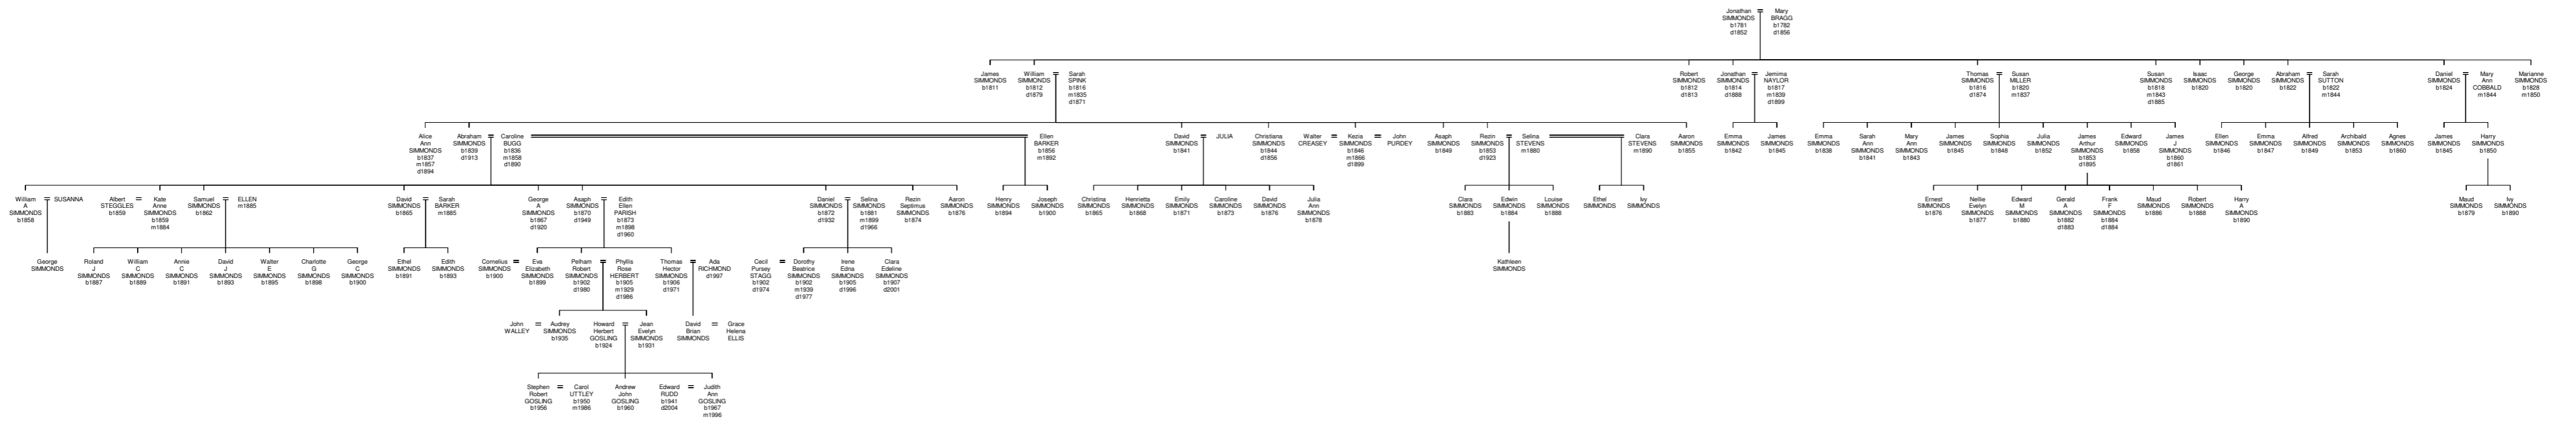 Jonathan
SIMMONDS
b1781
d1852
=
Mary
BRAGG
b1782
d1856
James
SIMMONDS
b1811
William
SIMMONDS
b1812
d1879
=
Sarah
SPINK
b1816
m1835
d1871
Robert
SIMMONDS
b1812
d1813
Jonathan
SIMMONDS
b1814
d1888
=
Jemima
NAYLOR
b1817
m1839
d1899
Thomas
SIMMONDS
b1816
d1874
=
Susan
MILLER
b1820
m1837
Susan
SIMMONDS
b1818
m1843
d1885
Isaac
SIMMONDS
b1820
George
SIMMONDS
b1820
Abraham
SIMMONDS
b1822
=
Sarah
SUTTON
b1822
m1844
Daniel
SIMMONDS
b1824
=
Mary
Ann
COBBALD
m1844
Marianne
SIMMONDS
b1828
m1850
Alice
Ann
SIMMONDS
b1837
m1857
d1894
Abraham
SIMMONDS
b1839
d1913
=
Caroline
BUGG
b1836
m1858
d1890
Ellen
BARKER
b1856
m1892
David
SIMMONDS
b1841
=
JULIA
Christiana
SIMMONDS
b1844
d1856
Walter
CREASEY
=
Kezia
SIMMONDS
b1846
m1866
d1899
=
John
PURDEY
Asaph
SIMMONDS
b1849
Rezin
SIMMONDS
b1853
d1923
=
Selina
STEVENS
m1880
Clara
STEVENS
m1890
Aaron
SIMMONDS
b1855
Emma
SIMMONDS
b1842
James
SIMMONDS
b1845
Emma
SIMMONDS
b1838
Sarah
Ann
SIMMONDS
b1841
Mary
Ann
SIMMONDS
b1843
James
SIMMONDS
b1845
Sophia
SIMMONDS
b1848
Julia
SIMMONDS
b1852
James
Arthur
SIMMONDS
b1853
d1895
Edward
SIMMONDS
b1858
James
J
SIMMONDS
b1860
d1861
Ellen
SIMMONDS
b1846
Emma
SIMMONDS
b1847
Alfred
SIMMONDS
b1849
Archibald
SIMMONDS
b1853
Agnes
SIMMONDS
b1860
James
SIMMONDS
b1845
Harry
SIMMONDS
b1850
William
A
SIMMONDS
b1858
=
SUSANNA
Albert
STEGGLES
b1859
=
Kate
Anne
SIMMONDS
b1859
m1884
Samuel
SIMMONDS
b1862
=
ELLEN
m1885
David
SIMMONDS
b1865
=
Sarah
BARKER
m1885
George
A
SIMMONDS
b1867
d1920
Asaph
SIMMONDS
b1870
d1949
=
Edith
Ellen
PARISH
b1873
m1898
d1960
Daniel
SIMMONDS
b1872
d1932
=
Selina
SIMMONDS
b1881
m1899
d1966
Rezin
Septimus
SIMMONDS
b1874
Aaron
SIMMONDS
b1876
Henry
SIMMONDS
b1894
Joseph
SIMMONDS
b1900
Christina
SIMMONDS
b1865
Henrietta
SIMMONDS
b1868
Emily
SIMMONDS
b1871
Caroline
SIMMONDS
b1873
David
SIMMONDS
b1876
Julia
Ann
SIMMONDS
b1878
Clara
SIMMONDS
b1883
Edwin
SIMMONDS
b1884
Louise
SIMMONDS
b1888
Ethel
SIMMONDS
Ivy
SIMMONDS
Ernest
SIMMONDS
b1876
Nellie
Evelyn
SIMMONDS
b1877
Edward
M
SIMMONDS
b1880
Gerald
A
SIMMONDS
b1882
d1883
Frank
F
SIMMONDS
b1884
d1884
Maud
SIMMONDS
b1886
Robert
SIMMONDS
b1888
Harry
A
SIMMONDS
b1890
Maud
SIMMONDS
b1879
Ivy
SIMMONDS
b1890
George
SIMMONDS
Roland
J
SIMMONDS
b1887
William
C
SIMMONDS
b1889
Annie
C
SIMMONDS
b1891
David
J
SIMMONDS
b1893
Walter
E
SIMMONDS
b1895
Charlotte
G
SIMMONDS
b1898
George
C
SIMMONDS
b1900
Ethel
SIMMONDS
b1891
Edith
SIMMONDS
b1893
Cornelius
SIMMONDS
b1900
=
Eva
Elizabeth
SIMMONDS
b1899
Pelham
Robert
SIMMONDS
b1902
d1980
=
Phyllis
Rose
HERBERT
b1905
m1929
d1986
Thomas
Hector
SIMMONDS
b1906
d1971
=
Ada
RICHMOND
d1997
Cecil
Pursey
STAGG
b1902
d1974
=
Dorothy
Beatrice
SIMMONDS
b1902
m1939
d1977
Irene
Edna
SIMMONDS
b1905
d1996
Clara
Edeline
SIMMONDS
b1907
d2001
Kathleen
SIMMONDS
John
WALLEY
=
Audrey
SIMMONDS
b1935
Howard
Herbert
GOSLING
b1924
=
Jean
Evelyn
SIMMONDS
b1931
David
Brian
SIMMONDS
=
Grace
Helena
ELLIS
Stephen
Robert
GOSLING
b1956
=
Carol
UTTLEY
b1950
m1986
Andrew
John
GOSLING
b1960
Edward
RUDD
b1941
d2004
=
Judith
Ann
GOSLING
b1967
m1996